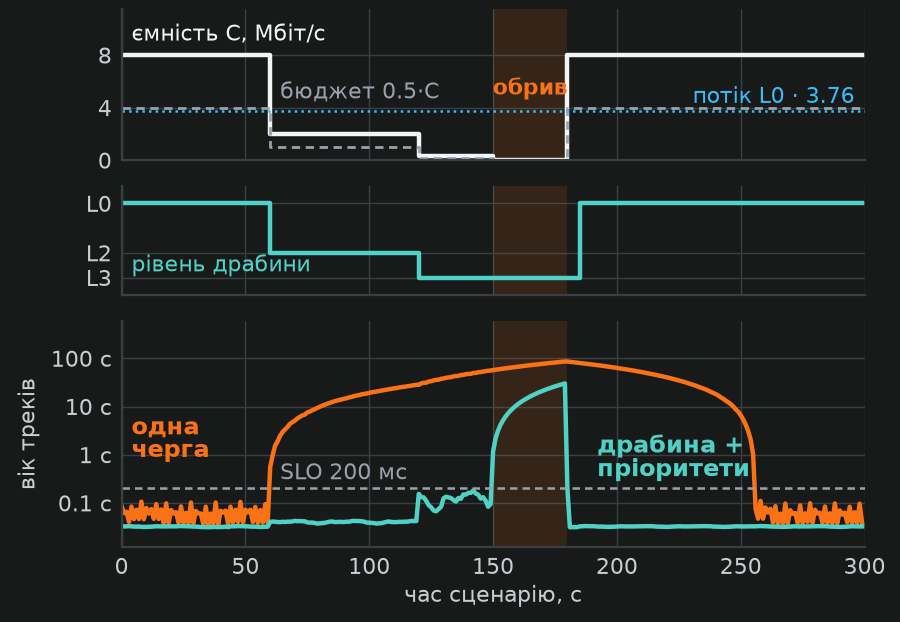 ємність C, Мбіт/с
8
бюджет 0.5·C
обрив
потік L0 · 3.76
4
0
L0
L2
рівень драбини
L3
100 с
10 с
одна
черга
драбина +
пріоритети
1 с
SLO 200 мс
0.1 с
вік треків
0
50
100
150
200
250
300
час сценарію, с